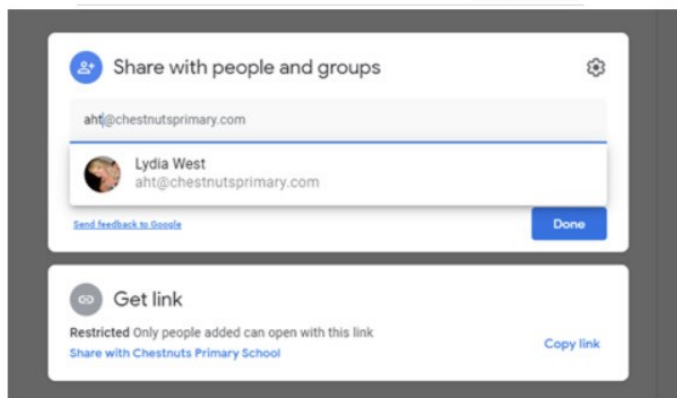 Share with people and groups
aht@chestnutsprimary.com
Lydia West
aht@chestnutsprimary.com
Send feedback to Google
Done
Get link
Restricted Only people added can open with this link
Share with Chestnuts Primary School
Copy link